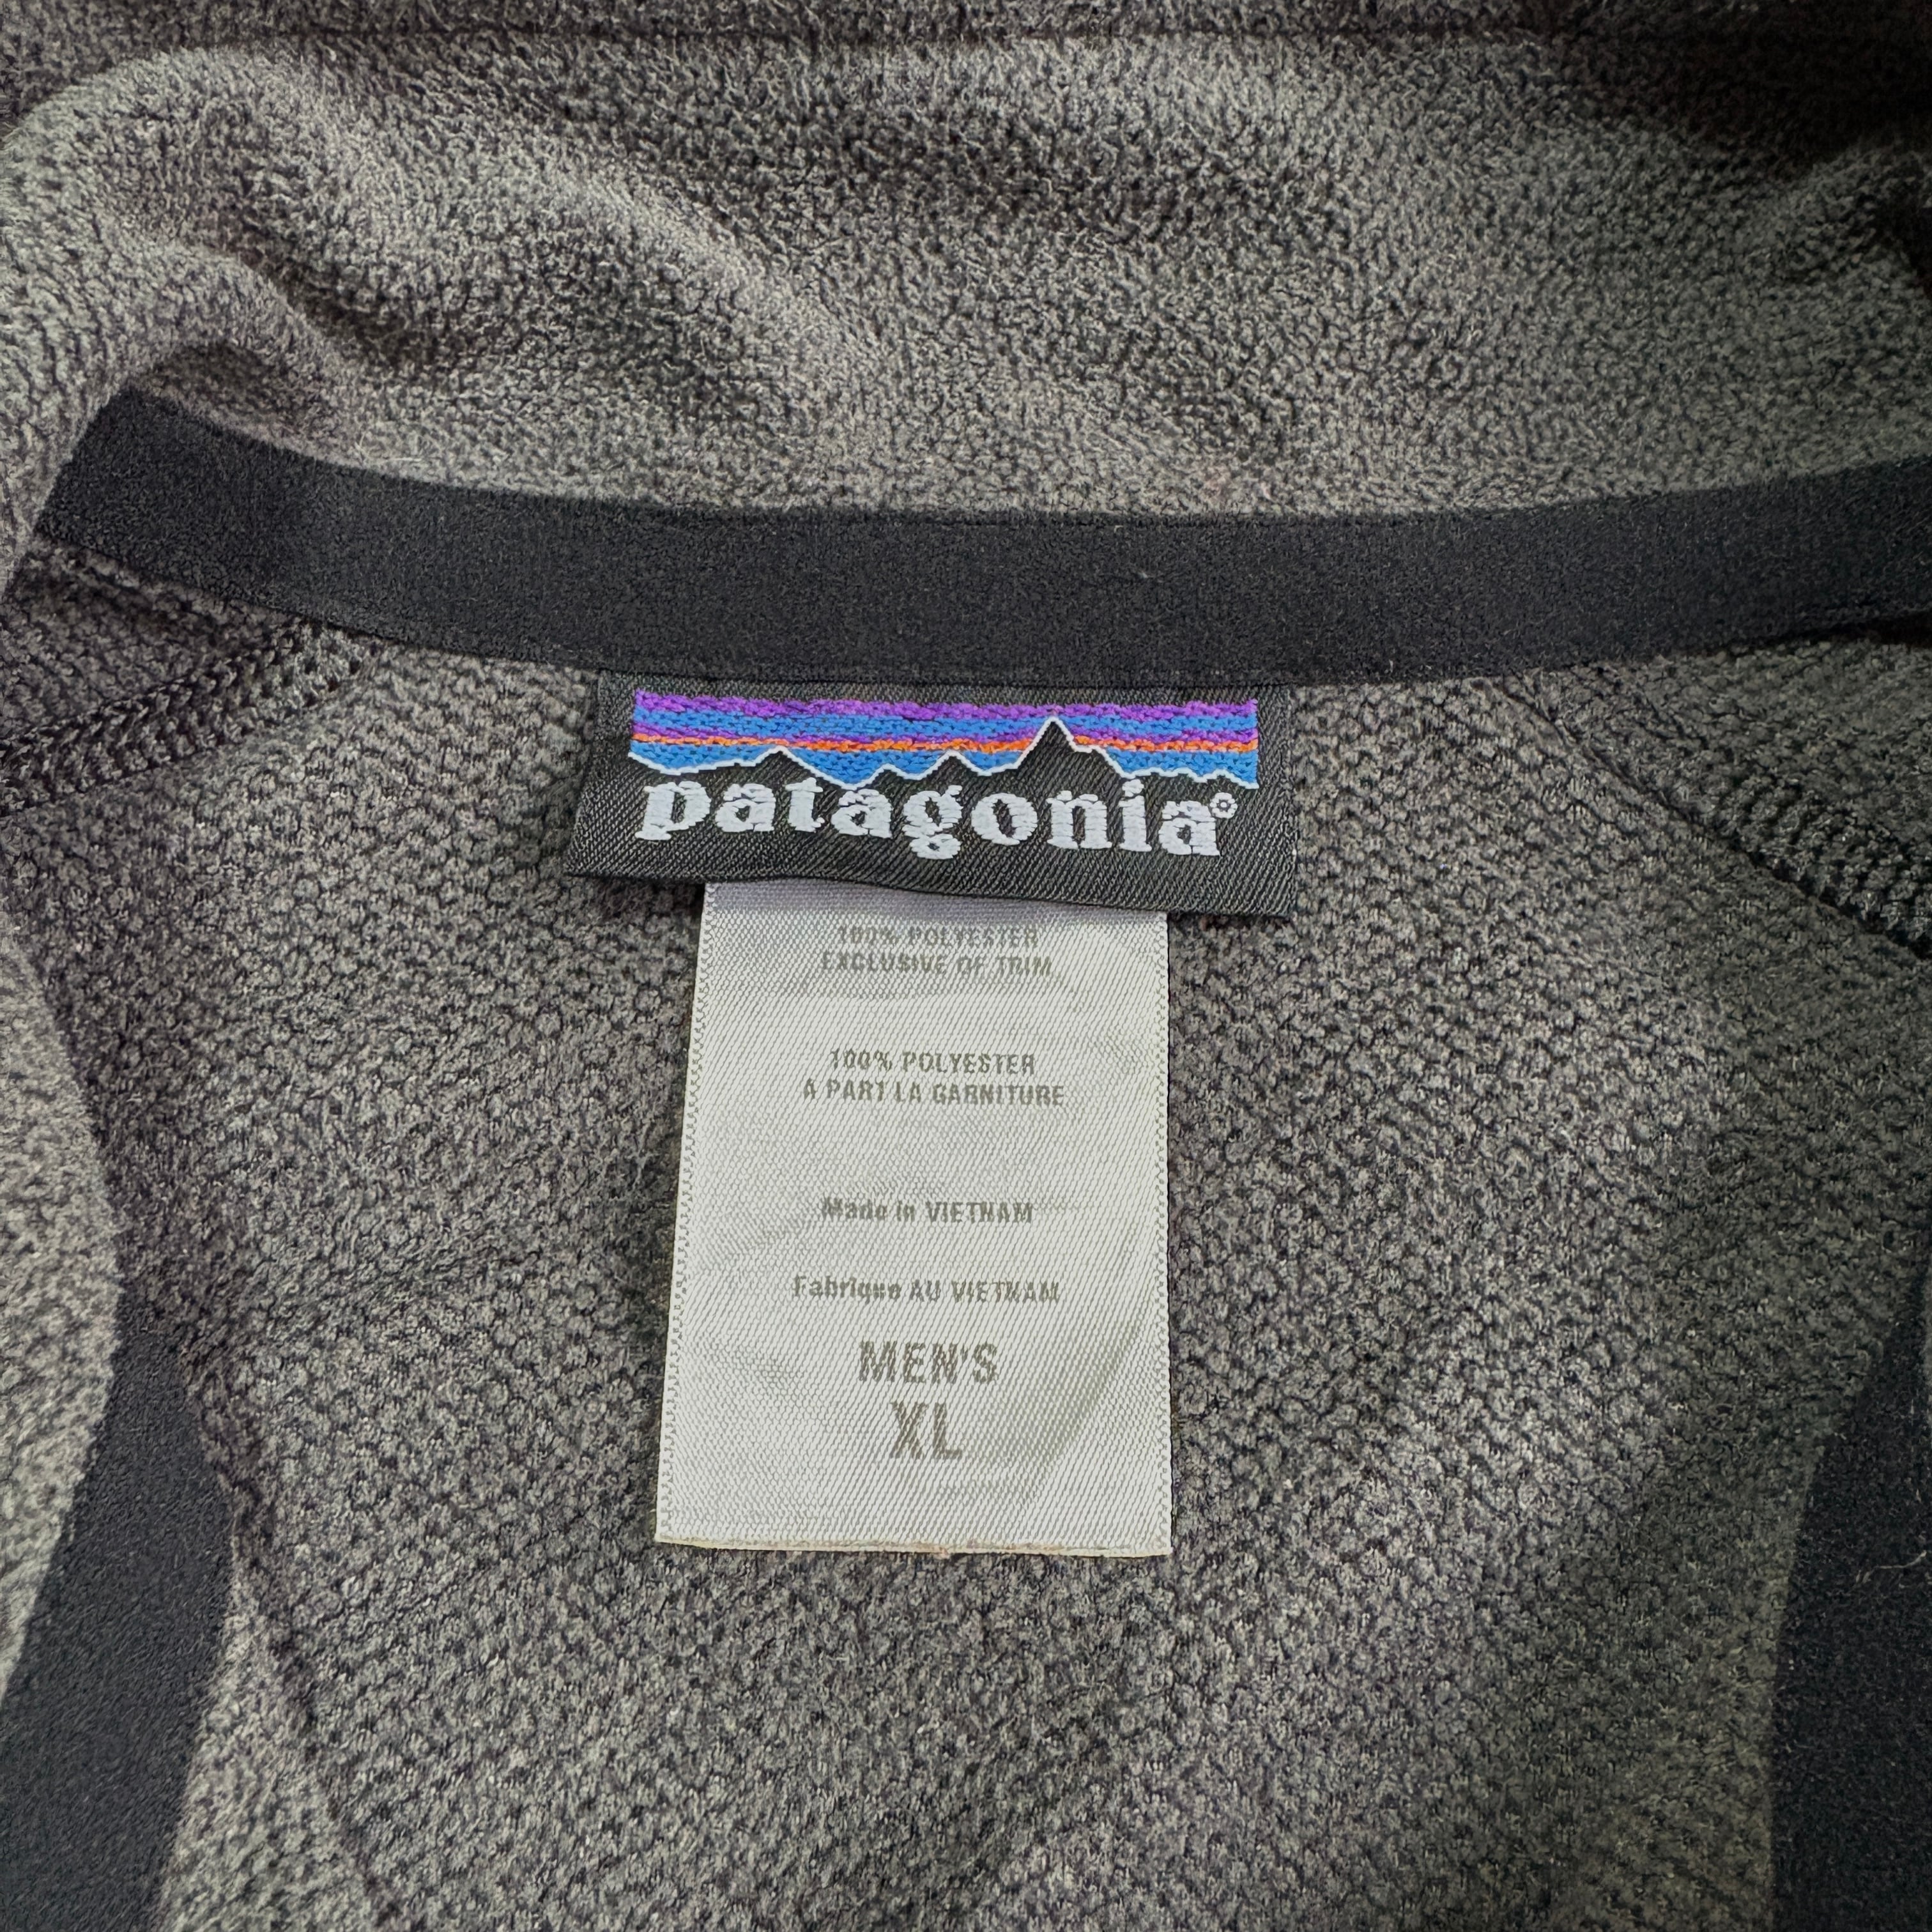 patagonia®
100% POLYESTER
EXCLUSIVE OF TRIM
100% POLYESTER
A PART LA GARNITURE
Made in VIETNAM
Fabrique AU VIETNAM
MEN'S
XL